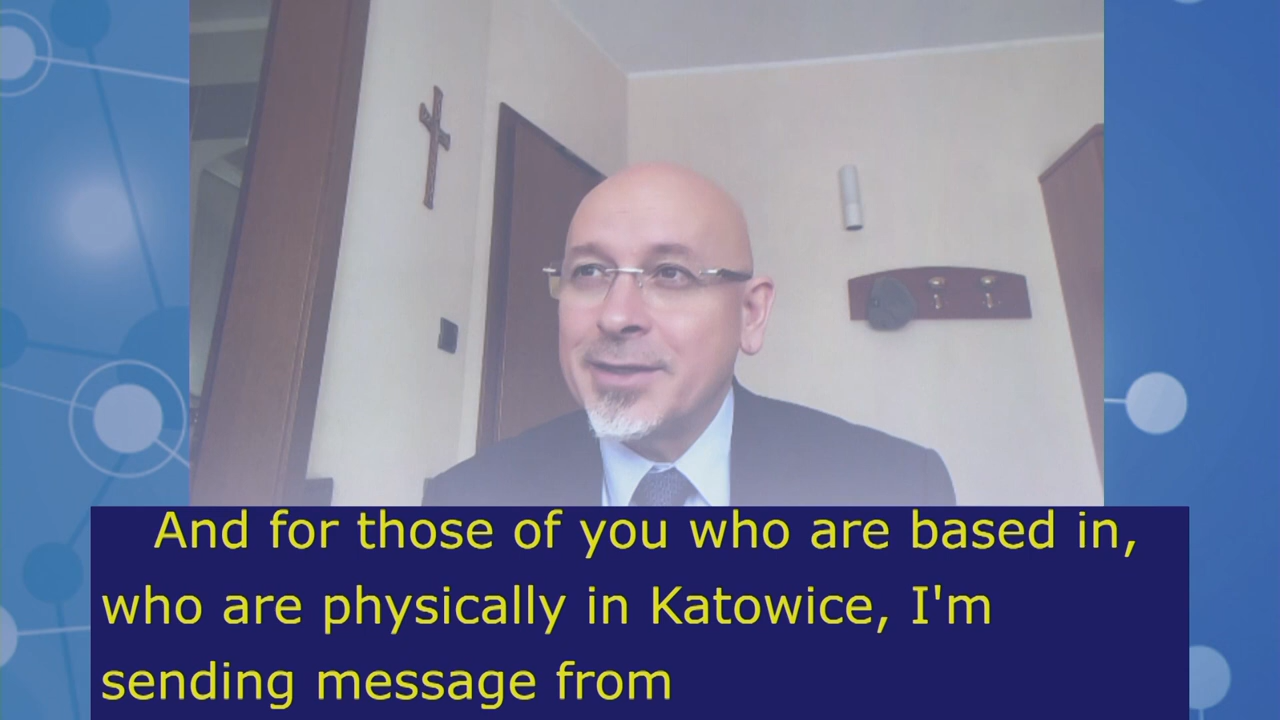 And for those of you who are based in,
who are physically in Katowice, I'm
sending message from